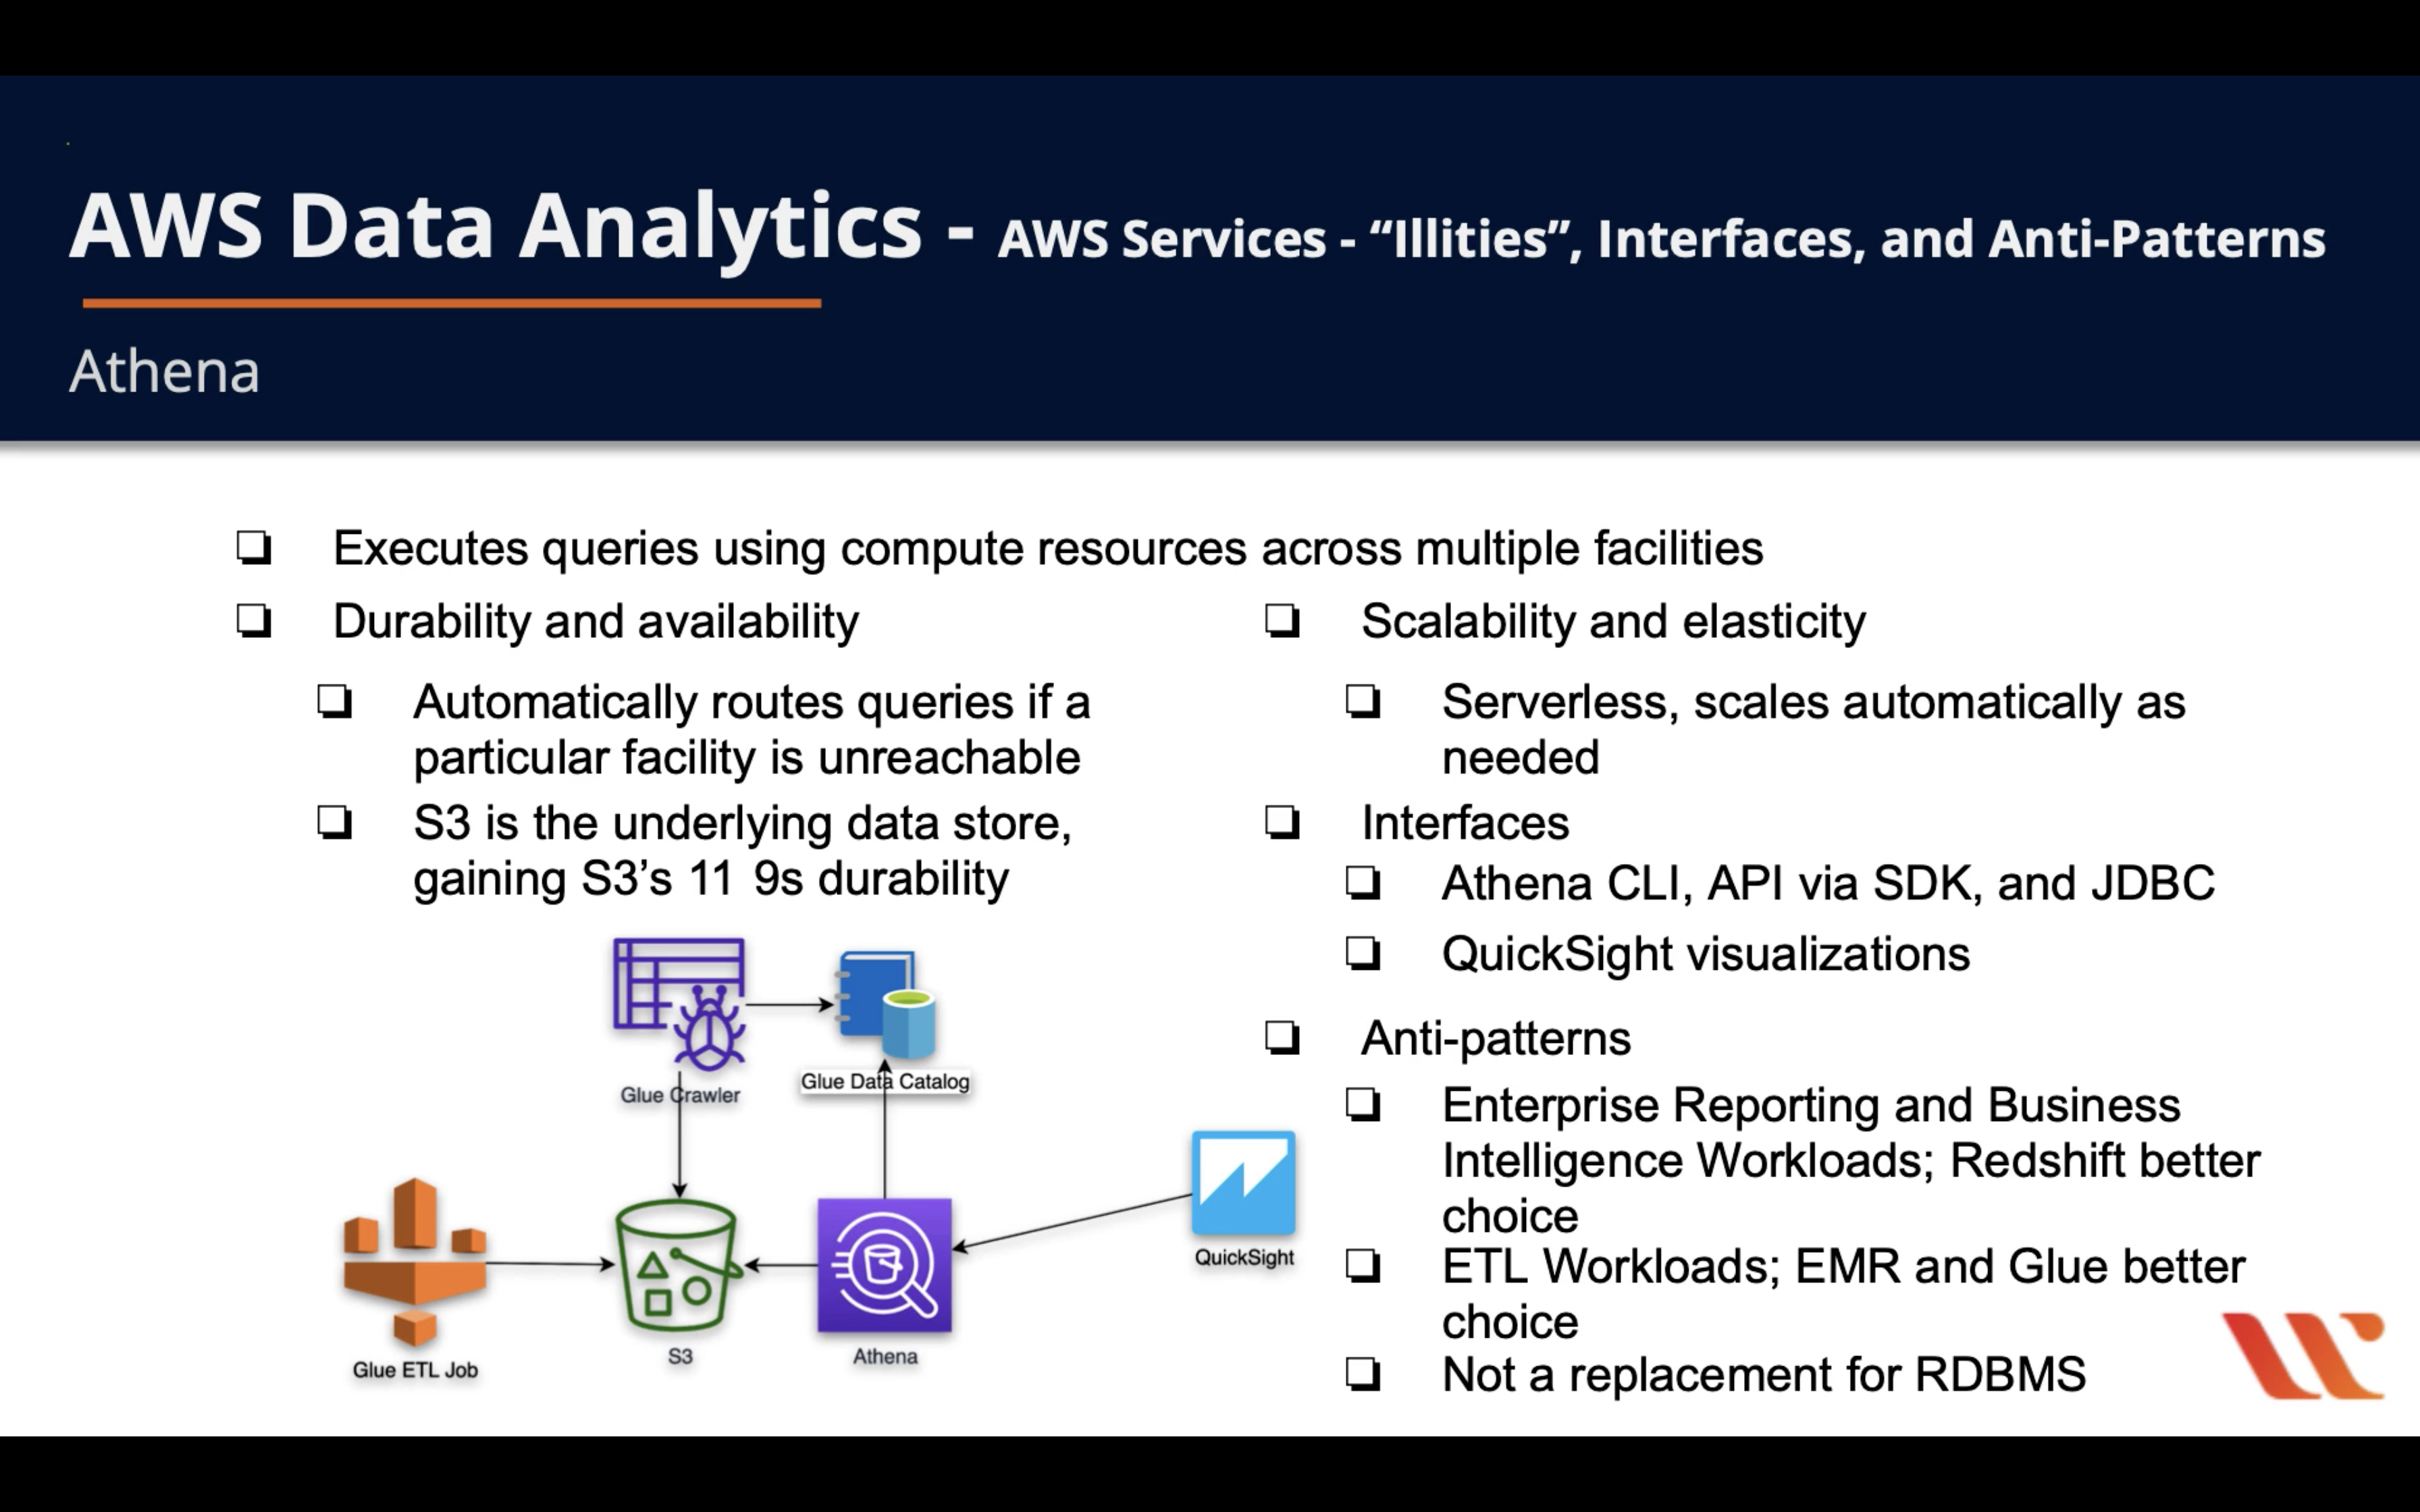 AWS Data Analytics - AWS Services - “Illities”, Interfaces, and Anti-Patterns
Athena
Executes queries using compute resources across multiple facilities
Durability and availability
Automatically routes queries if a
particular facility is unreachable
S3 is the underlying data store,
gaining S3’s 11 9s durability
Scalability and elasticity
Serverless, scales automatically as
needed
Interfaces
Athena CLI, API via SDK, and JDBC
QuickSight visualizations
Anti-patterns
Enterprise Reporting and Business
Intelligence Workloads; Redshift better
choice
ETL Workloads; EMR and Glue better
choice
Not a replacement for RDBMS
Glue Crawler
Glue Data Catalog
QuickSight
Glue ETL Job
S3
Athena